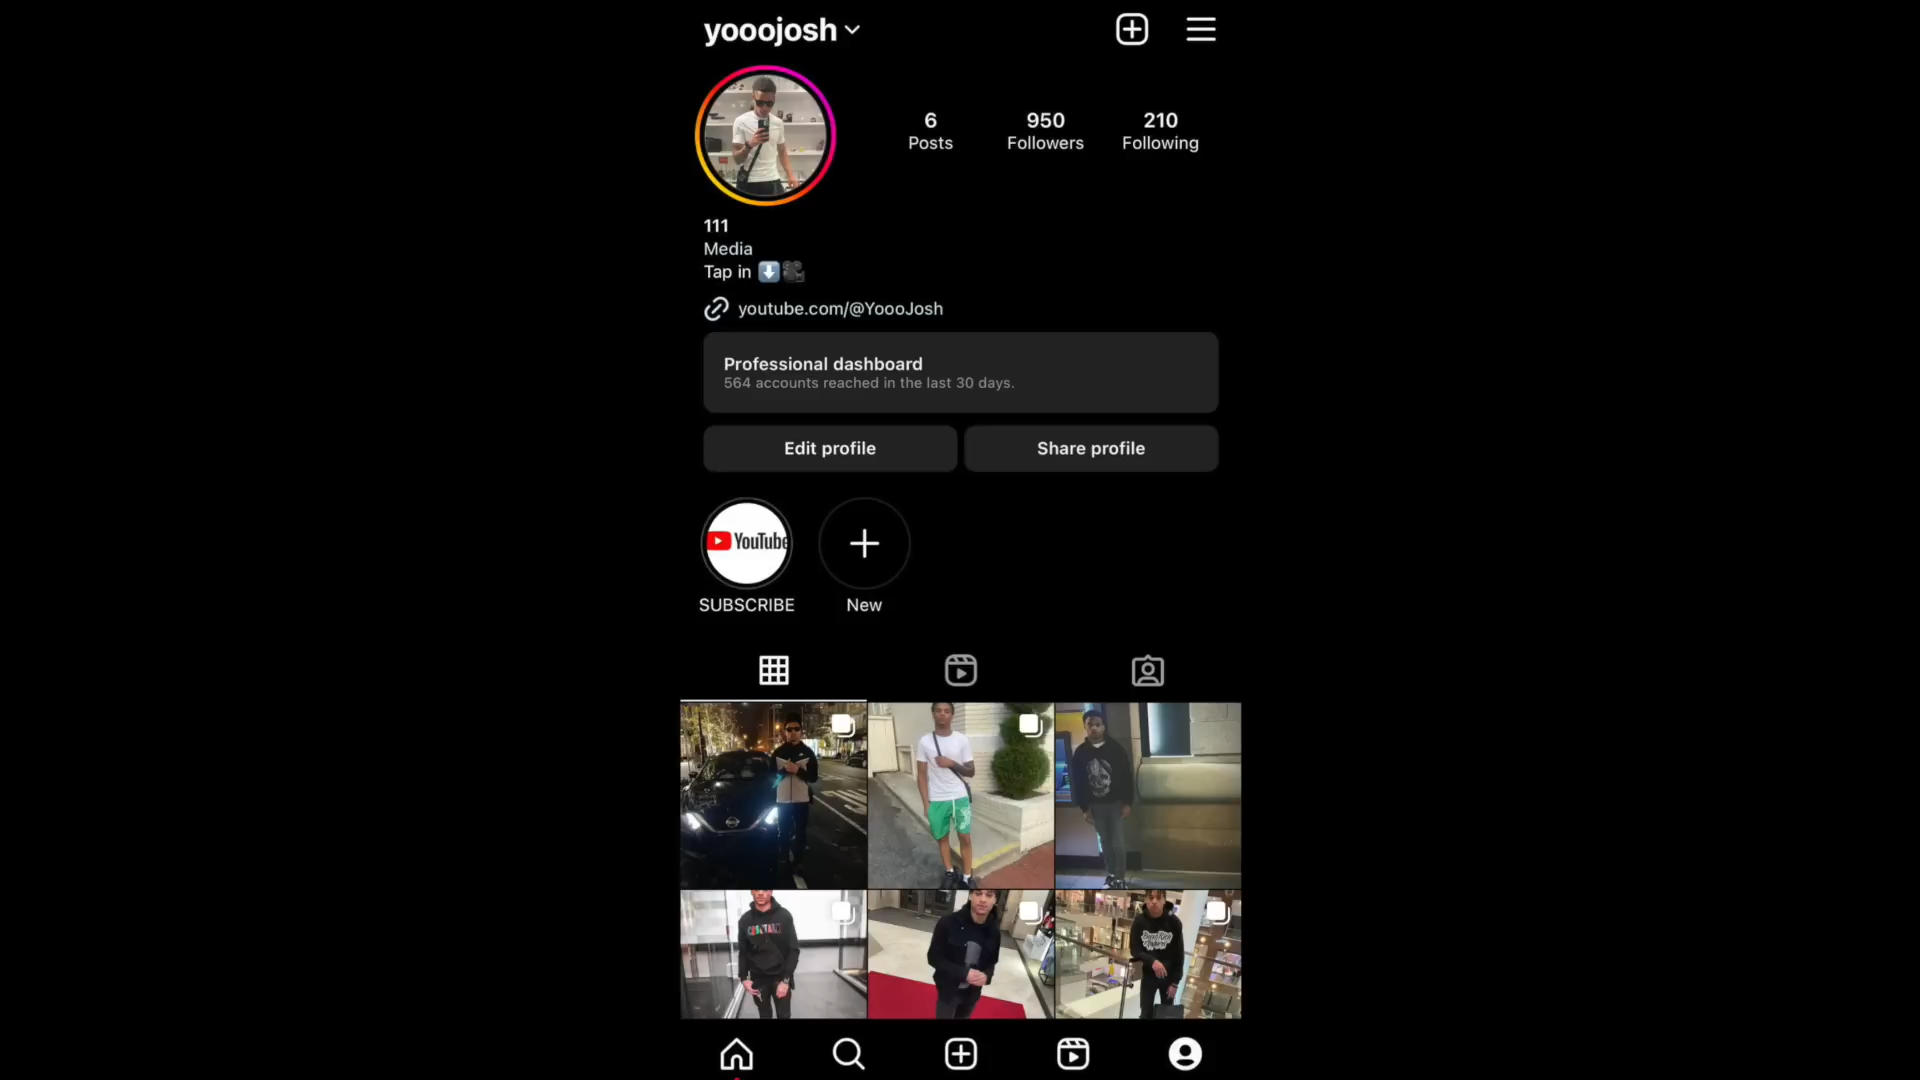 yooojosh
6 950 210
Posts Followers Following
111
Media
Tap in
youtube.com/@YoooJosh
Professional dashboard
564 accounts reached in the last 30 days.
Edit profile Share profile
YouTube
SUBSCRIBE New